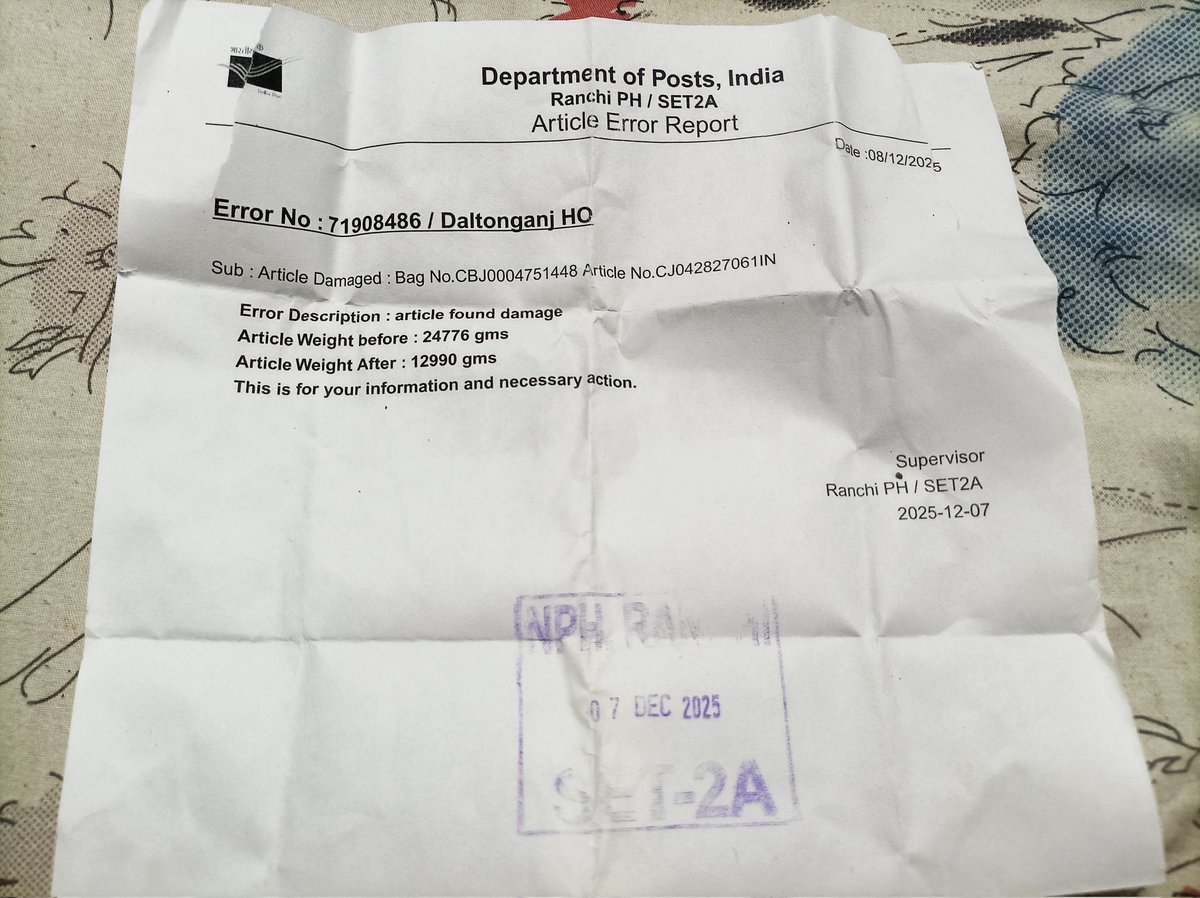 Department of Posts, India
Ranchi PH / SET2A
Article Error Report
Date :08/12/2025
Error No : 71908486 / Daltonganj HO
Sub : Article Damaged : Bag No.CBJ0004751448 Article No.CJ042827061IN
Error Description : article found damage
Article Weight before : 24776 gms
Article Weight After : 12990 gms
This is for your information and necessary action.
Supervisor
Ranchi PH / SET2A
2025-12-07
NPH
07 DEC 2025
SET-2A